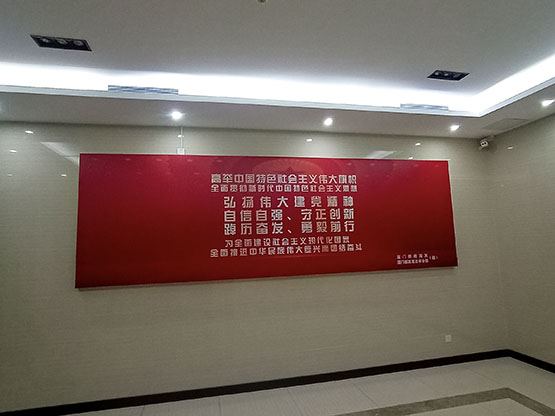 高举中国特色社会主义伟大旗帜
全面贯彻新时代中国特色社会主义思想
弘扬伟大建党精神
自信自强、守正创新
踔厉奋发、勇毅前行
为全面建设社会主义现代化国家
全面推进中华民族伟大复兴而团结奋斗
(宣)